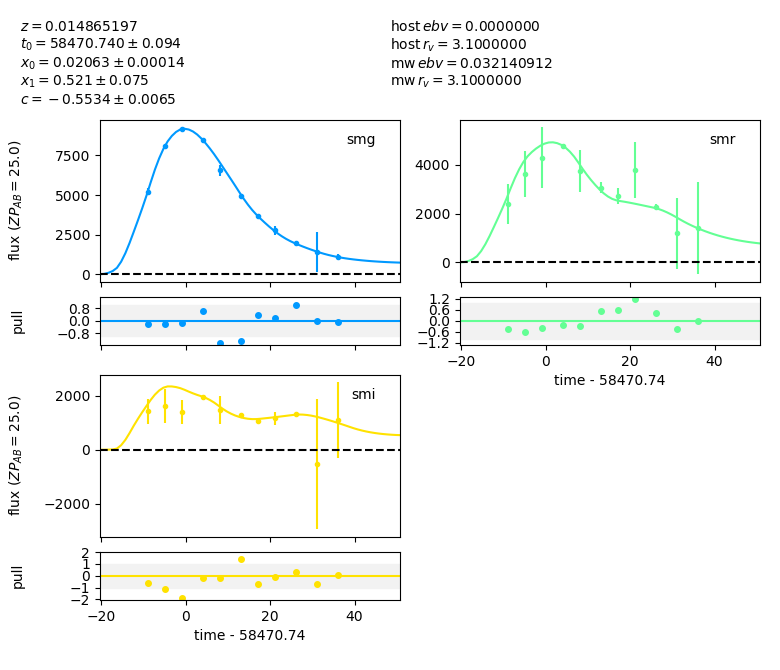 z = 0.014865197
t0 = 58470.740 ± 0.094
x0 = 0.02063 ± 0.00014
x1 = 0.521 ± 0.075
c = −0.5534 ± 0.0065
host ebv = 0.0000000
host rv = 3.1000000
mw ebv = 0.032140912
mw rv = 3.1000000
smg
flux (ZPAB = 25.0)
7500
5000
2500
0
pull
0.8
0.0
−0.8
smr
4000
2000
0
1.2
0.6
0.0
−0.6
−1.2
−20 0 20 40
time - 58470.74
smi
flux (ZPAB = 25.0)
2000
0
−2000
pull
2
1
0
−1
−2
−20 0 20 40
time - 58470.74